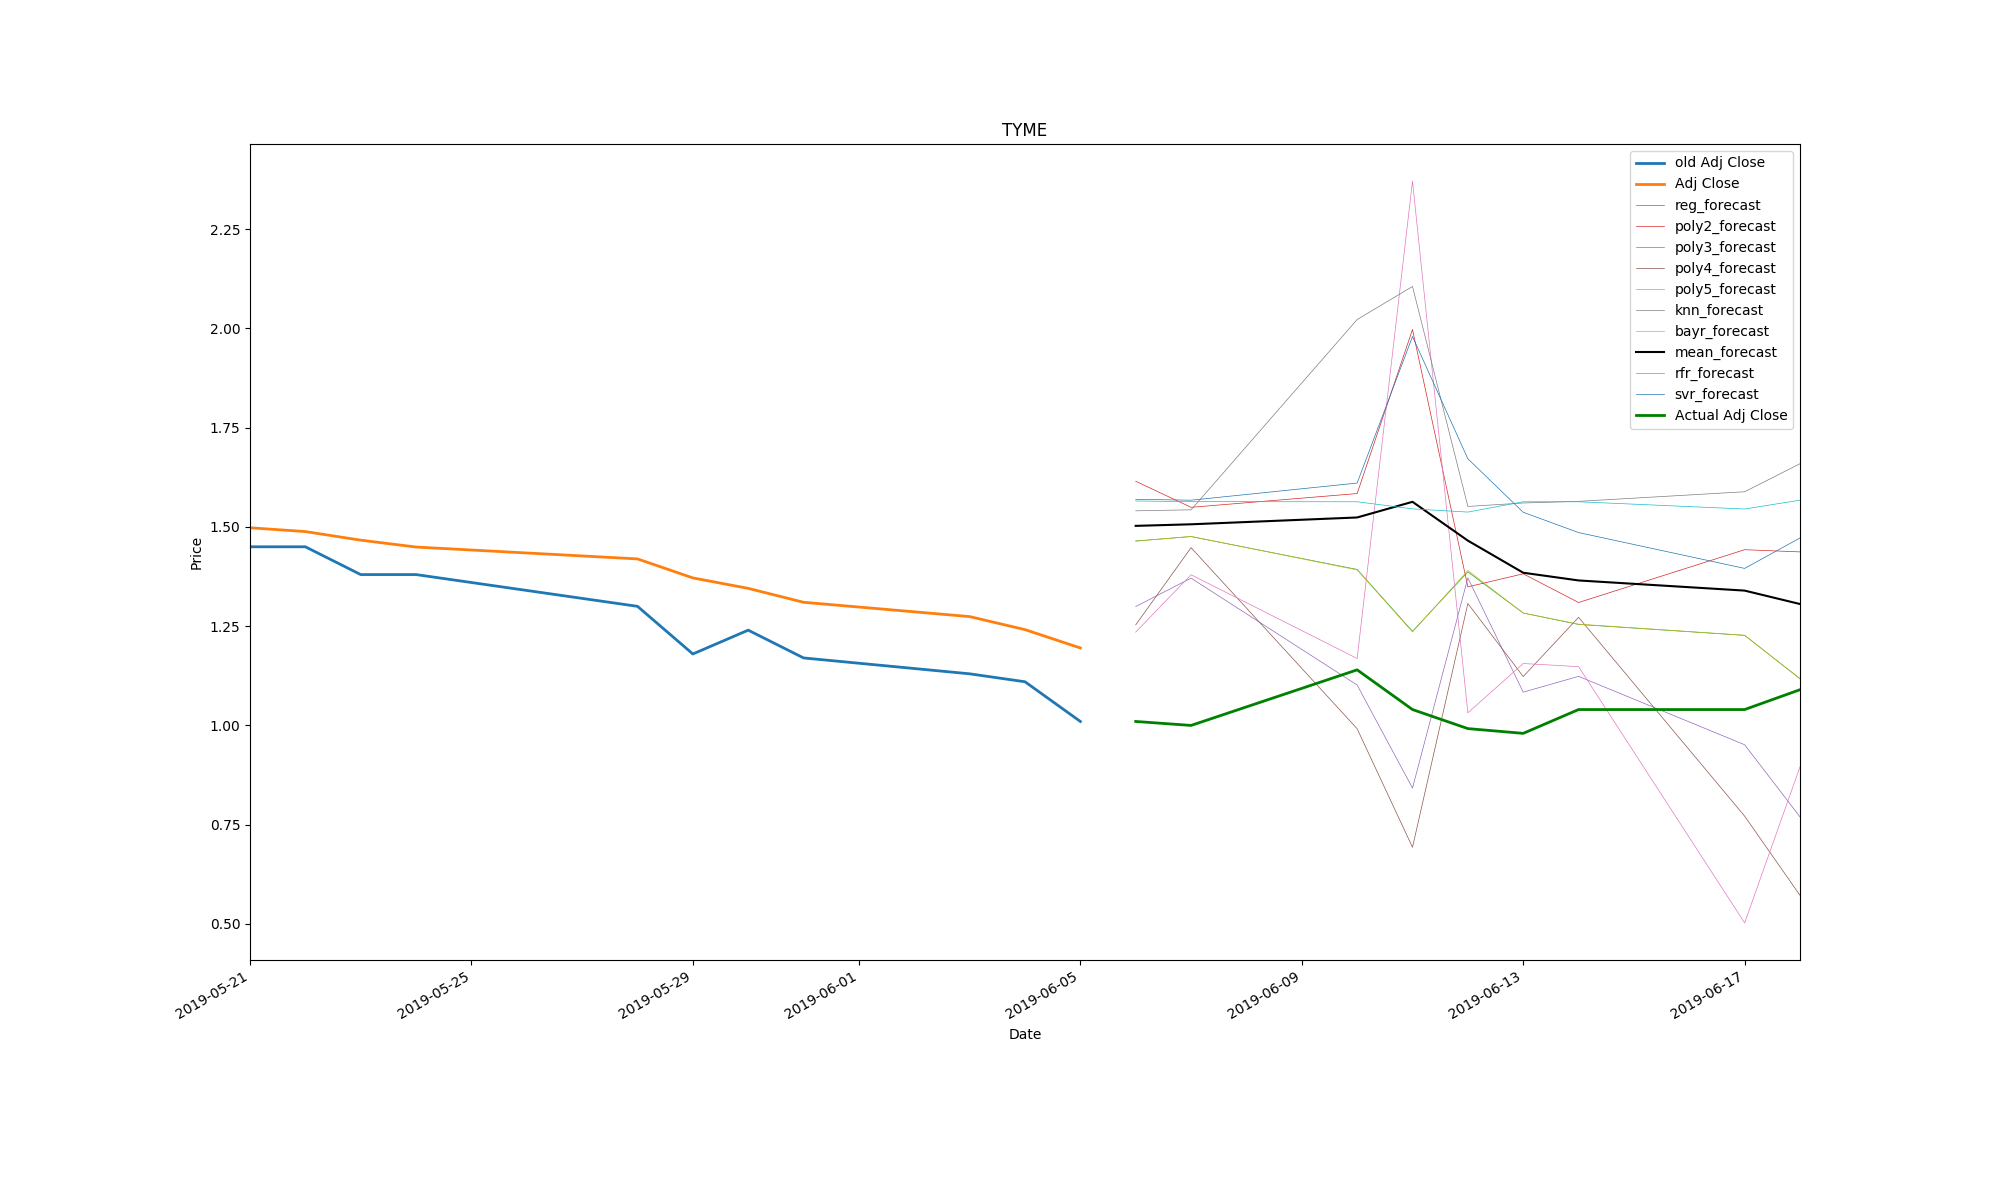 TYME
old Adj Close
Adj Close
reg_forecast
poly2_forecast
poly3_forecast
poly4_forecast
poly5_forecast
knn_forecast
bayr_forecast
mean_forecast
rfr_forecast
svr_forecast
Actual Adj Close
2.25
2.00
1.75
1.50
1.25
1.00
0.75
0.50
Price
2019-05-21
2019-05-25
2019-05-29
2019-06-01
2019-06-05
2019-06-09
2019-06-13
2019-06-17
Date